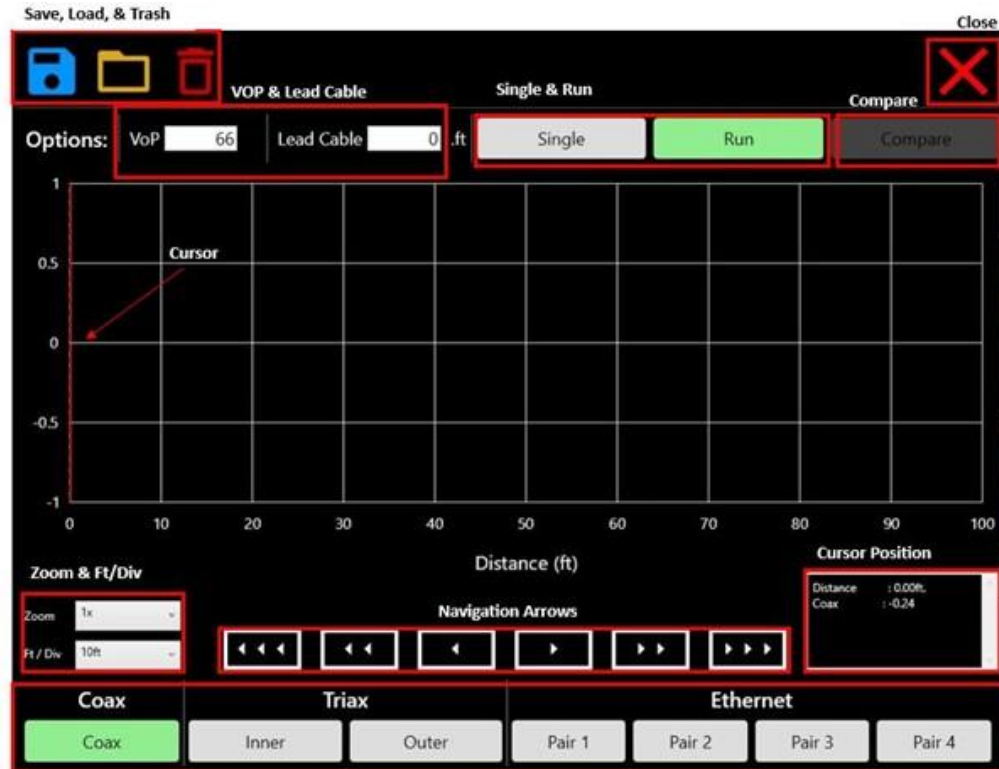 Save, Load, & Trash
Close
VOP & Lead Cable
Single & Run
Compare
Options: VoP 66 Lead Cable 0 .ft Single Run Compare
1
Cursor
0.5
0
-0.5
-1
0 10 20 30 40 50 60 70 80 90 100
Distance (ft)
Cursor Position
Zoom & Ft/Div
Distance : 0.00ft.
Coax : -0.24
Navigation Arrows
Zoom 1x
Ft / Div 10ft
Coax Triax Ethernet
Coax Inner Outer Pair 1 Pair 2 Pair 3 Pair 4